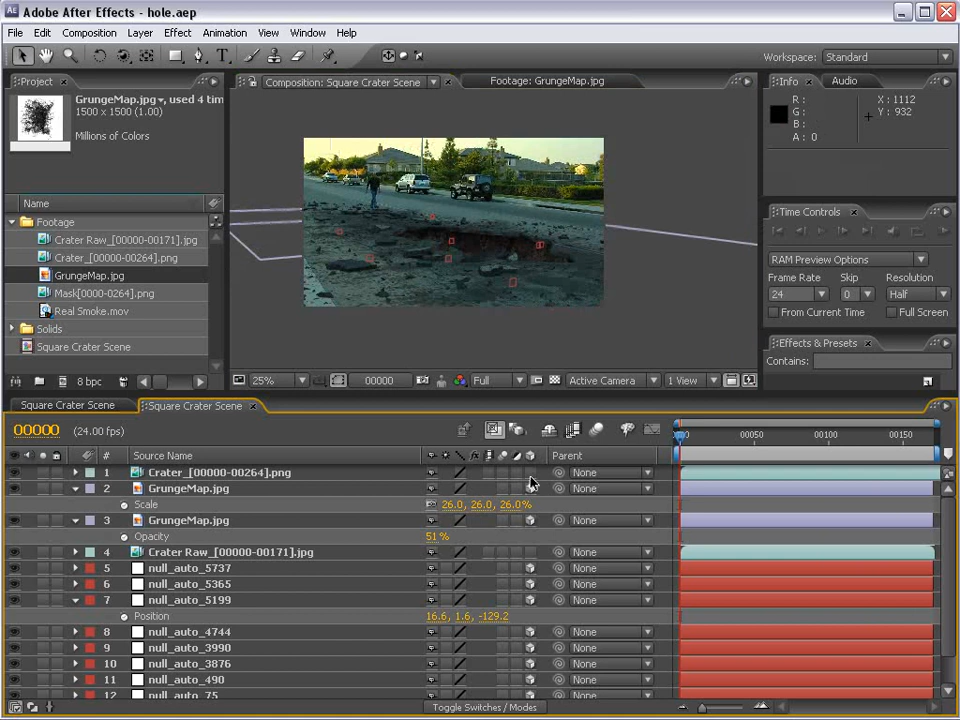 Adobe After Effects - hole.aep
File Edit Composition Layer Effect Animation View Window Help
Workspace: Standard
Project
Composition: Square Crater Scene
Footage: GrungeMap.jpg
Info
Audio
GrungeMap.jpg, used 4 tim
1500 x 1500 (1.00)
Millions of Colors
R :
G :
B :
A : 0
X : 1112
Y : 932
Name
Footage
Crater Raw_[00000-00171].jpg
Crater_[00000-00264].png
GrungeMap.jpg
Mask[0000-0264].png
Real Smoke.mov
Solids
Square Crater Scene
8 bpc
Time Controls
RAM Preview Options
Frame Rate Skip Resolution
24 0 Half
From Current Time Full Screen
Effects & Presets
Contains:
25% 00000 Full Active Camera 1 View
Square Crater Scene
Square Crater Scene
00000 (24.00 fps)
00050 00100 00150
# Source Name Parent
1 Crater_[00000-00264].png None
2 GrungeMap.jpg None
Scale 26.0, 26.0, 26.0%
3 GrungeMap.jpg None
Opacity 51%
4 Crater Raw_[00000-00171].jpg None
5 null_auto_5737 None
6 null_auto_5365 None
7 null_auto_5199 None
Position 16.6, 1.6, -129.2
8 null_auto_4744 None
9 null_auto_3990 None
10 null_auto_3876 None
11 null_auto_490 None
12 null_auto_75 None
Toggle Switches / Modes